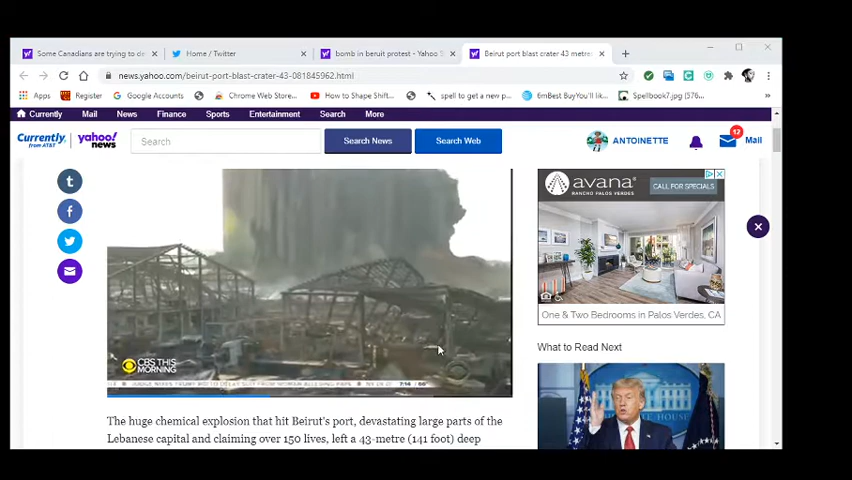 Some Canadians are trying to de
Home / Twitter
bomb in beruit protest - Yahoo S
Beirut port blast crater 43 metre
news.yahoo.com/beirut-port-blast-crater-43-081845962.html
Apps
Register
Google Accounts
Chrome Web Store...
How to Shape Shift...
spell to get a new p...
6mBest BuyYou'll lik...
Spellbook7.jpg (576...
Currently
Mail
News
Finance
Sports
Entertainment
Search
More
Currently
from AT&T
yahoo!
news
Search
Search News
Search Web
ANTOINETTE
12
Mail
avana
RANCHO PALOS VERDES
CALL FOR SPECIALS
One & Two Bedrooms in Palos Verdes, CA
What to Read Next
CBS THIS
MORNING
7:14
The huge chemical explosion that hit Beirut's port, devastating large parts of the
Lebanese capital and claiming over 150 lives, left a 43-metre (141 foot) deep